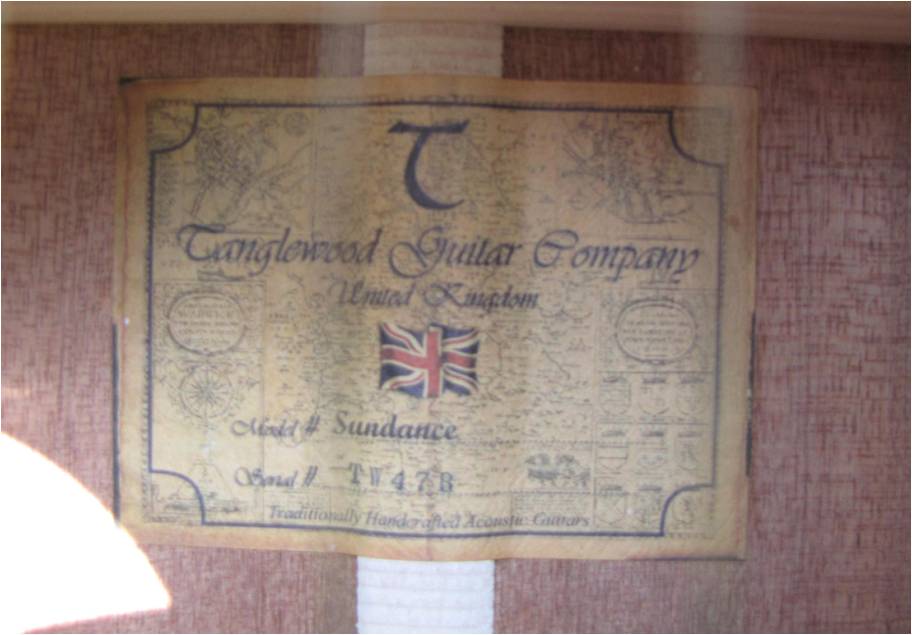 T
Tanglewood Guitar Company
United Kingdom
Model # Sundance
Serial # TW47B
Traditionally Handcrafted Acoustic Guitars